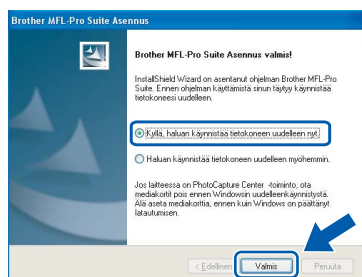 Brother MFL-Pro Suite Asennus
Brother MFL-Pro Suite Asennus valmis!
InstallShield Wizard on asentanut ohjelman Brother MFL-Pro
Suite. Ennen ohjelman käyttämistä sinun täytyy käynnistää
tietokoneesi uudelleen.
Kyllä, haluan käynnistää tietokoneen uudelleen nyt.
Haluan käynnistää tietokoneen uudelleen myöhemmin.
Jos laitteessa on PhotoCapture Center -toiminto, ota
mediakortit pois ennen Windowsin uudelleenkäynnistystä.
Älä aseta mediakorttia, ennen kuin Windows on päättänyt
latautumisen.
< Edellinen Valmis Peruuta